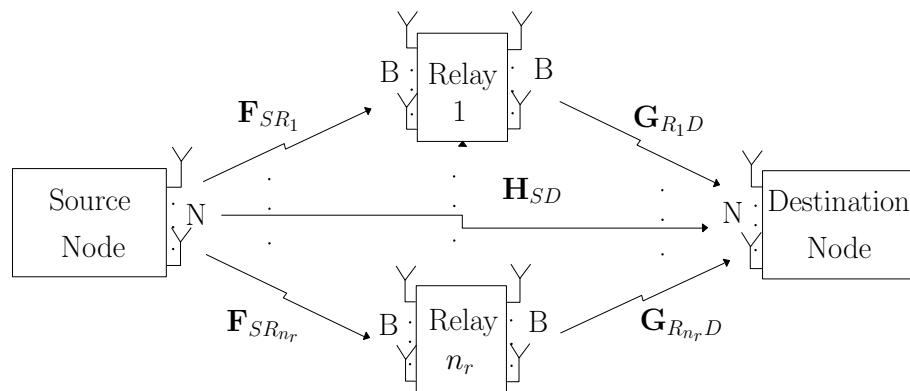 B
Relay
1
B
F_{SR_1}
G_{R_1D}
Source
Node
N
H_{SD}
N
Destination
Node
F_{SR_{n_r}}
B
Relay
n_r
B
G_{R_{n_r}D}